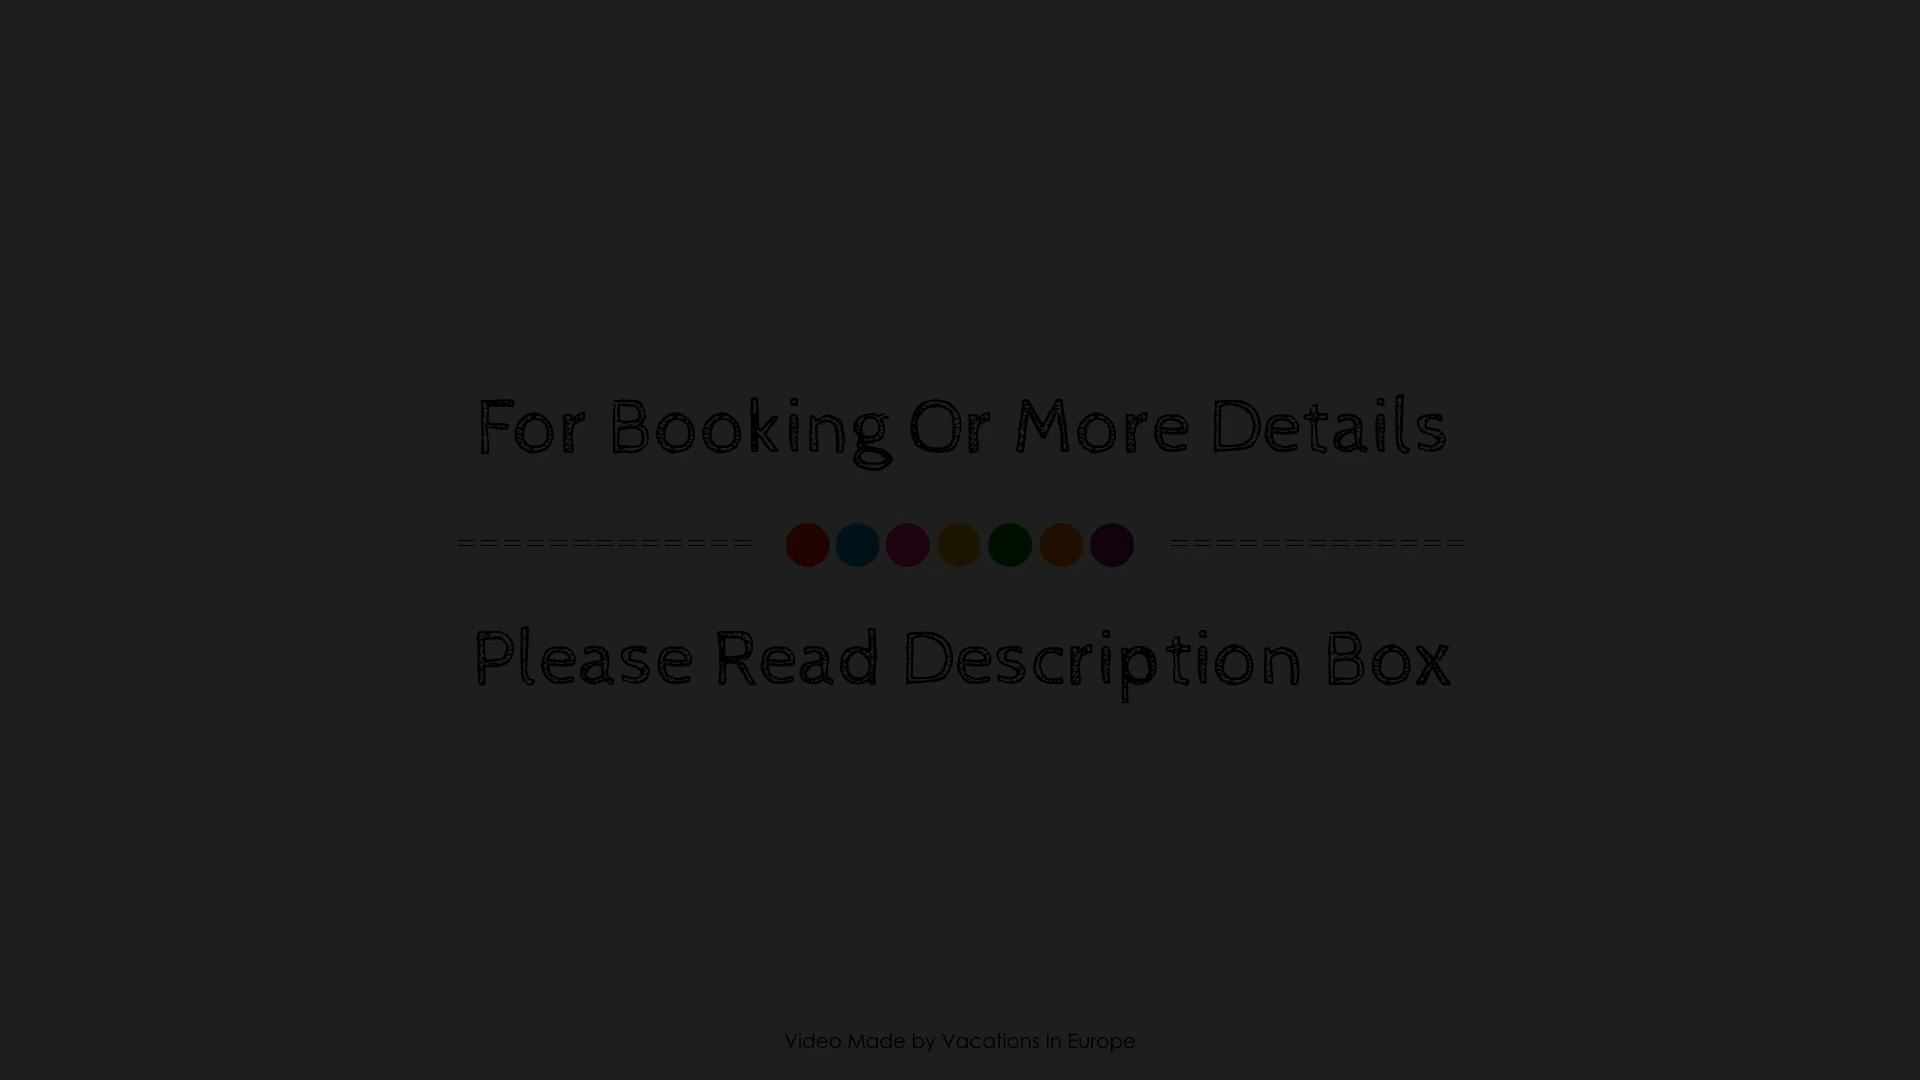 For Booking Or More Details
============= =============
Please Read Description Box
Video Made by Vacations In Europe